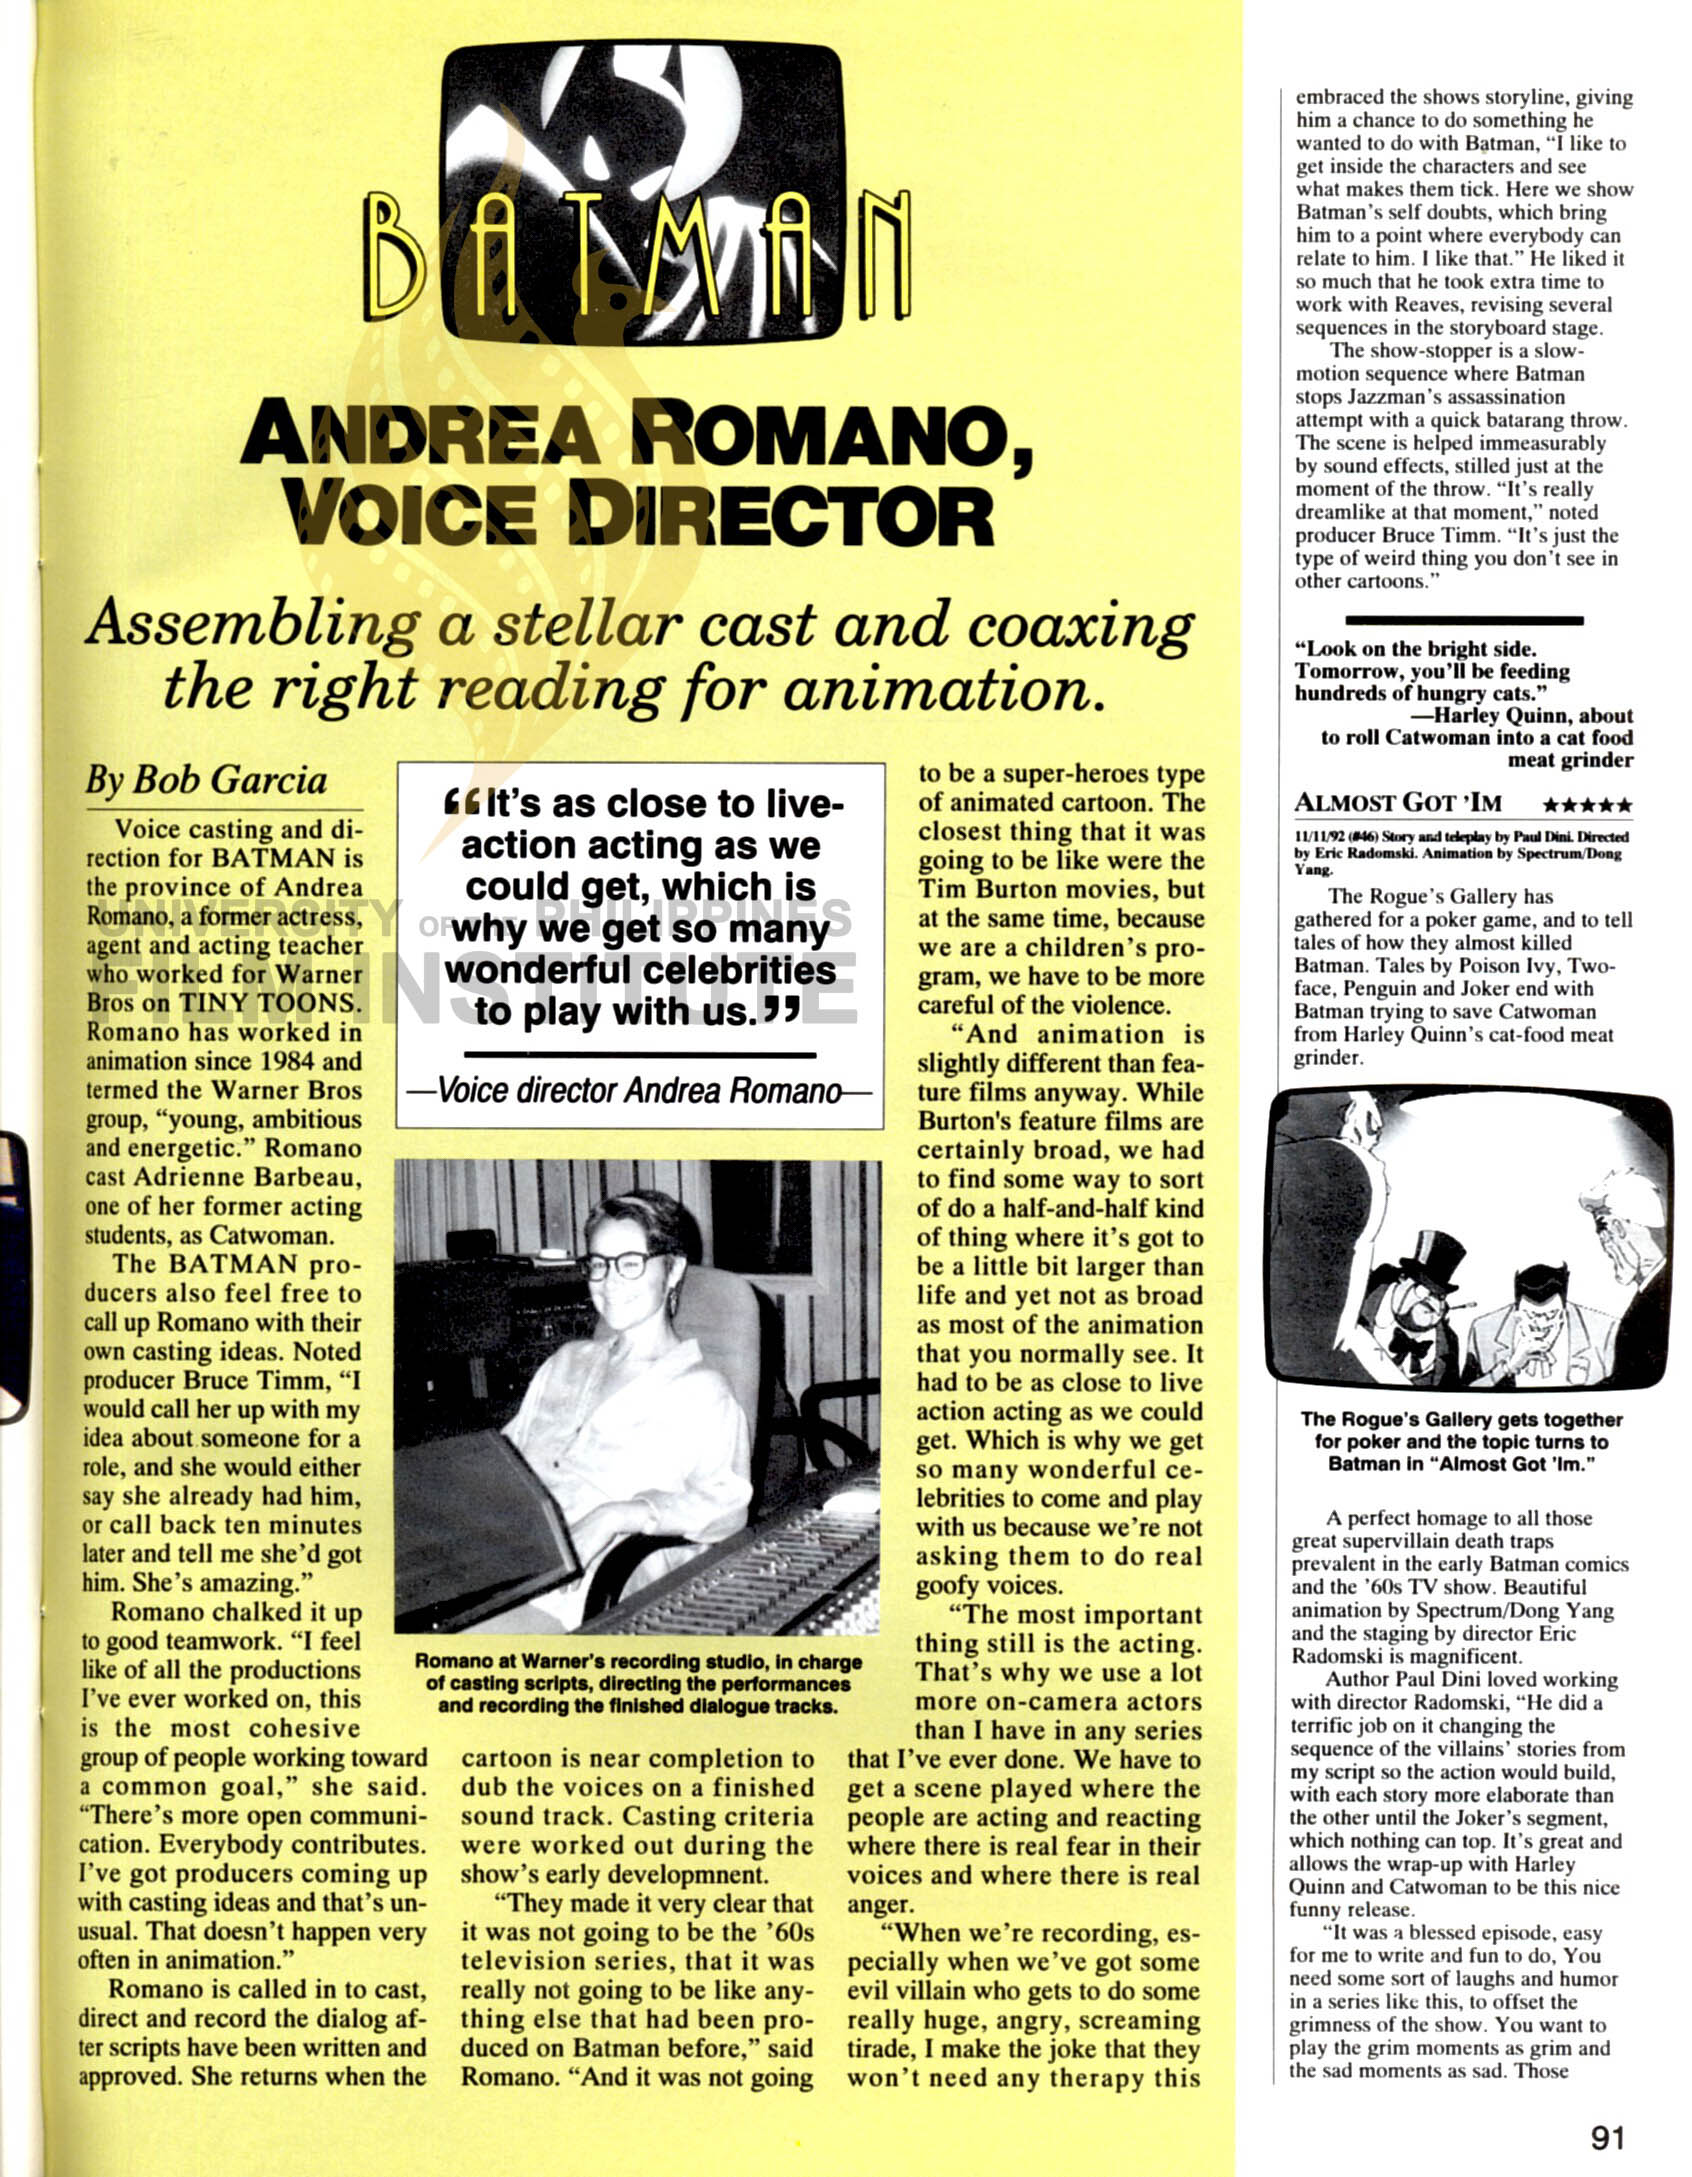 BATMAN
ANDREA ROMANO,
VOICE DIRECTOR
Assembling a stellar cast and coaxing
the right reading for animation.
By Bob Garcia
Voice casting and di-
rection for BATMAN is
the province of Andrea
Romano, a former actress,
agent and acting teacher
who worked for Warner
Bros on TINY TOONS.
Romano has worked in
animation since 1984 and
termed the Warner Bros
group, “young, ambitious
and energetic.” Romano
cast Adrienne Barbeau,
one of her former acting
students, as Catwoman.
The BATMAN pro-
ducers also feel free to
call up Romano with their
own casting ideas. Noted
producer Bruce Timm, “I
would call her up with my
idea about someone for a
role, and she would either
say she already had him,
or call back ten minutes
later and tell me she’d got
him. She’s amazing.”
Romano chalked it up
to good teamwork. “I feel
like of all the productions
I’ve ever worked on, this
is the most cohesive
group of people working toward
a common goal,” she said.
“There’s more open communi-
cation. Everybody contributes.
I’ve got producers coming up
with casting ideas and that’s un-
usual. That doesn’t happen very
often in animation.”
Romano is called in to cast,
direct and record the dialog af-
ter scripts have been written and
approved. She returns when the
“It’s as close to live-
action acting as we
could get, which is
why we get so many
wonderful celebrities
to play with us.”
—Voice director Andrea Romano—
UNIVERSITY OF THE PHILIPPINES
FILM INSTITUTE
Romano at Warner’s recording studio, in charge
of casting scripts, directing the performances
and recording the finished dialogue tracks.
cartoon is near completion to
dub the voices on a finished
sound track. Casting criteria
were worked out during the
show’s early developmnent.
“They made it very clear that
it was not going to be the ’60s
television series, that it was
really not going to be like any-
thing else that had been pro-
duced on Batman before,” said
Romano. “And it was not going
to be a super-heroes type
of animated cartoon. The
closest thing that it was
going to be like were the
Tim Burton movies, but
at the same time, because
we are a children’s pro-
gram, we have to be more
careful of the violence.
“And animation is
slightly different than fea-
ture films anyway. While
Burton's feature films are
certainly broad, we had
to find some way to sort
of do a half-and-half kind
of thing where it’s got to
be a little bit larger than
life and yet not as broad
as most of the animation
that you normally see. It
had to be as close to live
action acting as we could
get. Which is why we get
so many wonderful ce-
lebrities to come and play
with us because we’re not
asking them to do real
goofy voices.
“The most important
thing still is the acting.
That’s why we use a lot
more on-camera actors
than I have in any series
that I’ve ever done. We have to
get a scene played where the
people are acting and reacting
where there is real fear in their
voices and where there is real
anger.
“When we’re recording, es-
pecially when we’ve got some
evil villain who gets to do some
really huge, angry, screaming
tirade, I make the joke that they
won’t need any therapy this
embraced the shows storyline, giving
him a chance to do something he
wanted to do with Batman, “I like to
get inside the characters and see
what makes them tick. Here we show
Batman’s self doubts, which bring
him to a point where everybody can
relate to him. I like that.” He liked it
so much that he took extra time to
work with Reaves, revising several
sequences in the storyboard stage.
The show-stopper is a slow-
motion sequence where Batman
stops Jazzman’s assassination
attempt with a quick batarang throw.
The scene is helped immeasurably
by sound effects, stilled just at the
moment of the throw. “It’s really
dreamlike at that moment,” noted
producer Bruce Timm. “It’s just the
type of weird thing you don’t see in
other cartoons.”
“Look on the bright side.
Tomorrow, you’ll be feeding
hundreds of hungry cats.”
—Harley Quinn, about
to roll Catwoman into a cat food
meat grinder
ALMOST GOT ’IM ★★★★★
11/11/92 (#46) Story and teleplay by Paul Dini. Directed
by Eric Radomski. Animation by Spectrum/Dong
Yang.
The Rogue’s Gallery has
gathered for a poker game, and to tell
tales of how they almost killed
Batman. Tales by Poison Ivy, Two-
face, Penguin and Joker end with
Batman trying to save Catwoman
from Harley Quinn’s cat-food meat
grinder.
The Rogue’s Gallery gets together
for poker and the topic turns to
Batman in “Almost Got ’Im.”
A perfect homage to all those
great supervillain death traps
prevalent in the early Batman comics
and the ’60s TV show. Beautiful
animation by Spectrum/Dong Yang
and the staging by director Eric
Radomski is magnificent.
Author Paul Dini loved working
with director Radomski, “He did a
terrific job on it changing the
sequence of the villains’ stories from
my script so the action would build,
with each story more elaborate than
the other until the Joker’s segment,
which nothing can top. It’s great and
allows the wrap-up with Harley
Quinn and Catwoman to be this nice
funny release.
“It was a blessed episode, easy
for me to write and fun to do, You
need some sort of laughs and humor
in a series like this, to offset the
grimness of the show. You want to
play the grim moments as grim and
the sad moments as sad. Those
91